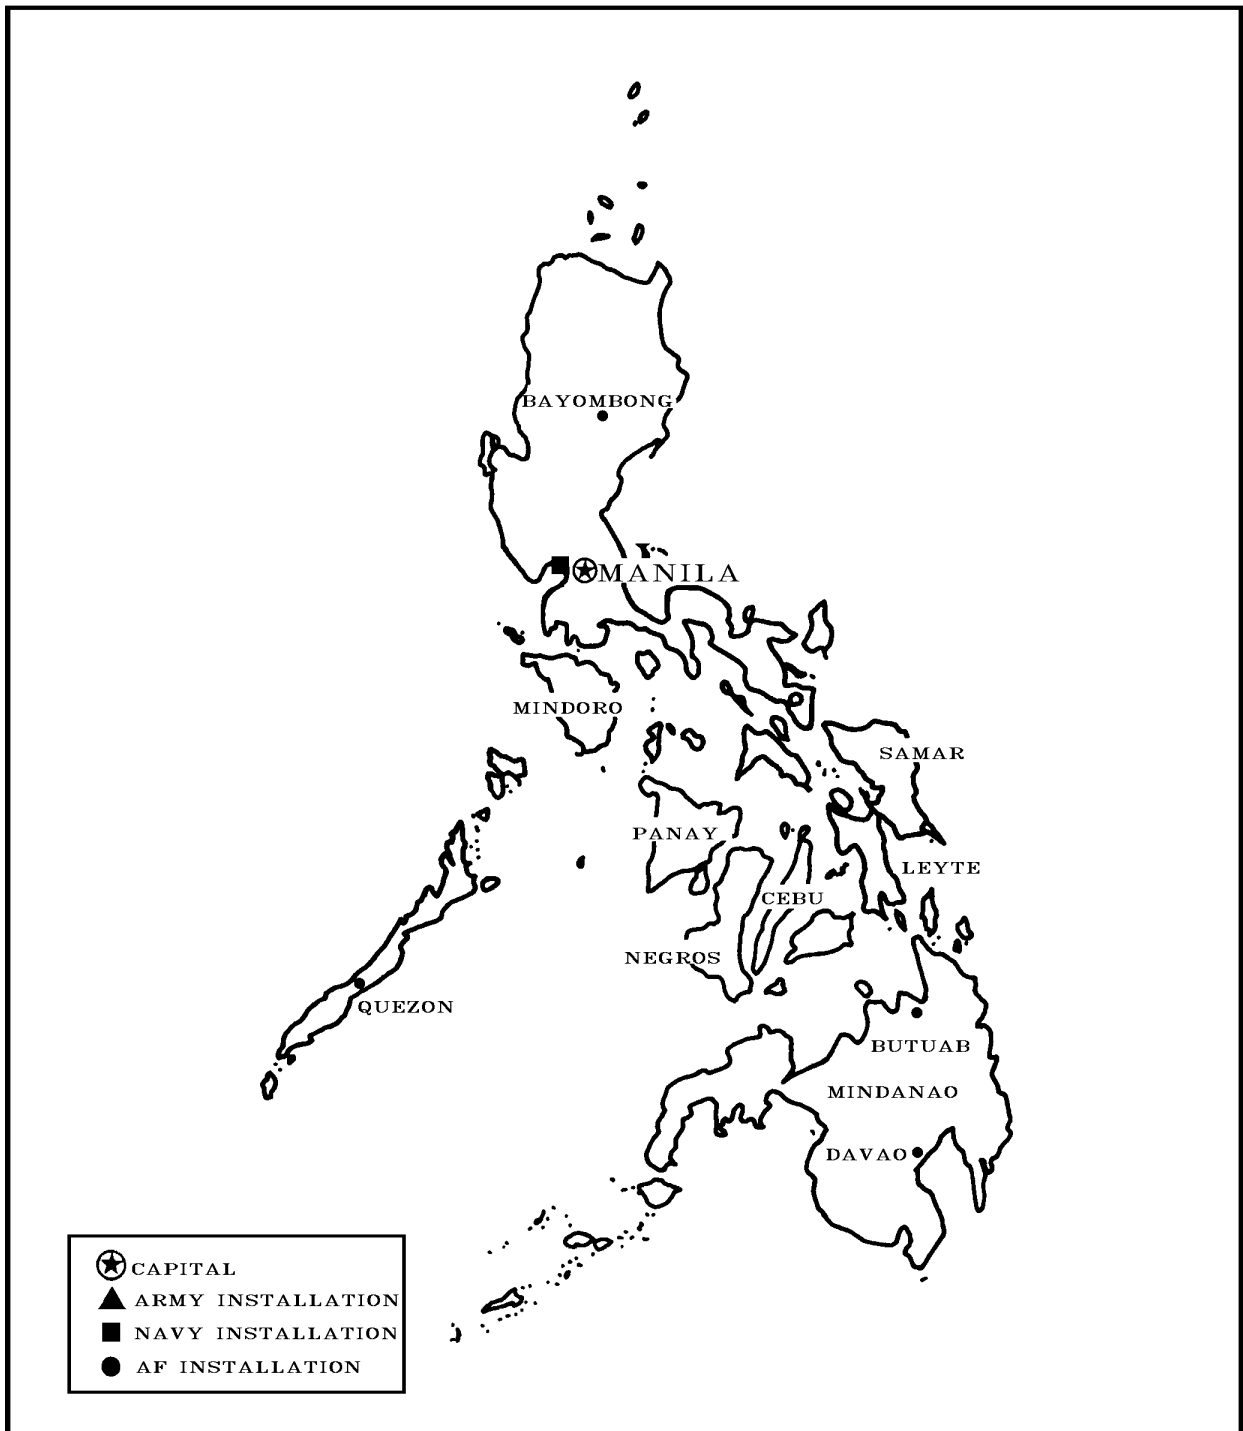 BAYOMBONG
MANILA
MINDORO
SAMAR
PANAY
LEYTE
CEBU
NEGROS
QUEZON
BUTUAB
MINDANAO
DAVAO
CAPITAL
ARMY INSTALLATION
NAVY INSTALLATION
AF INSTALLATION